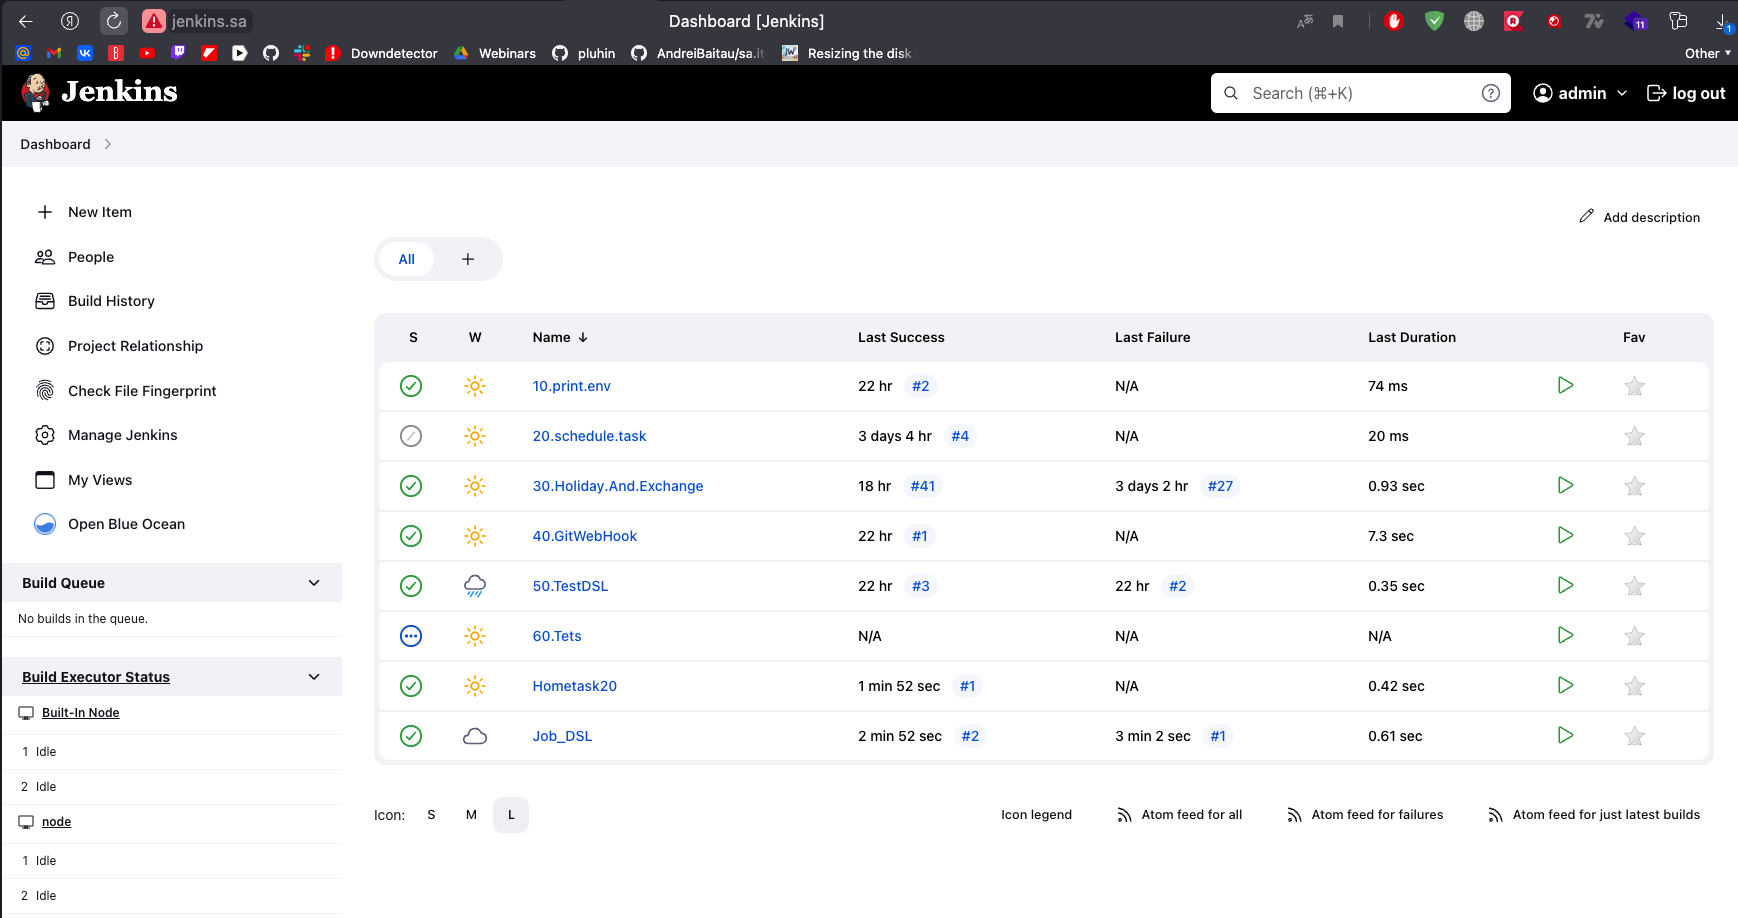 Я jenkins.sa Dashboard [Jenkins] 11 1
Downdetector Webinars pluhin AndreiBaitau/sa.it Resizing the disk Other
Jenkins Search (⌘+K) admin log out
Dashboard
New Item
People
Build History
Project Relationship
Check File Fingerprint
Manage Jenkins
My Views
Open Blue Ocean
Build Queue
No builds in the queue.
Build Executor Status
Built-In Node
1 Idle
2 Idle
node
1 Idle
2 Idle
Add description
All +
S W Name ↓ Last Success Last Failure Last Duration Fav
10.print.env 22 hr #2 N/A 74 ms
20.schedule.task 3 days 4 hr #4 N/A 20 ms
30.Holiday.And.Exchange 18 hr #41 3 days 2 hr #27 0.93 sec
40.GitWebHook 22 hr #1 N/A 7.3 sec
50.TestDSL 22 hr #3 22 hr #2 0.35 sec
60.Tets N/A N/A N/A
Hometask20 1 min 52 sec #1 N/A 0.42 sec
Job_DSL 2 min 52 sec #2 3 min 2 sec #1 0.61 sec
Icon: S M L Icon legend Atom feed for all Atom feed for failures Atom feed for just latest builds